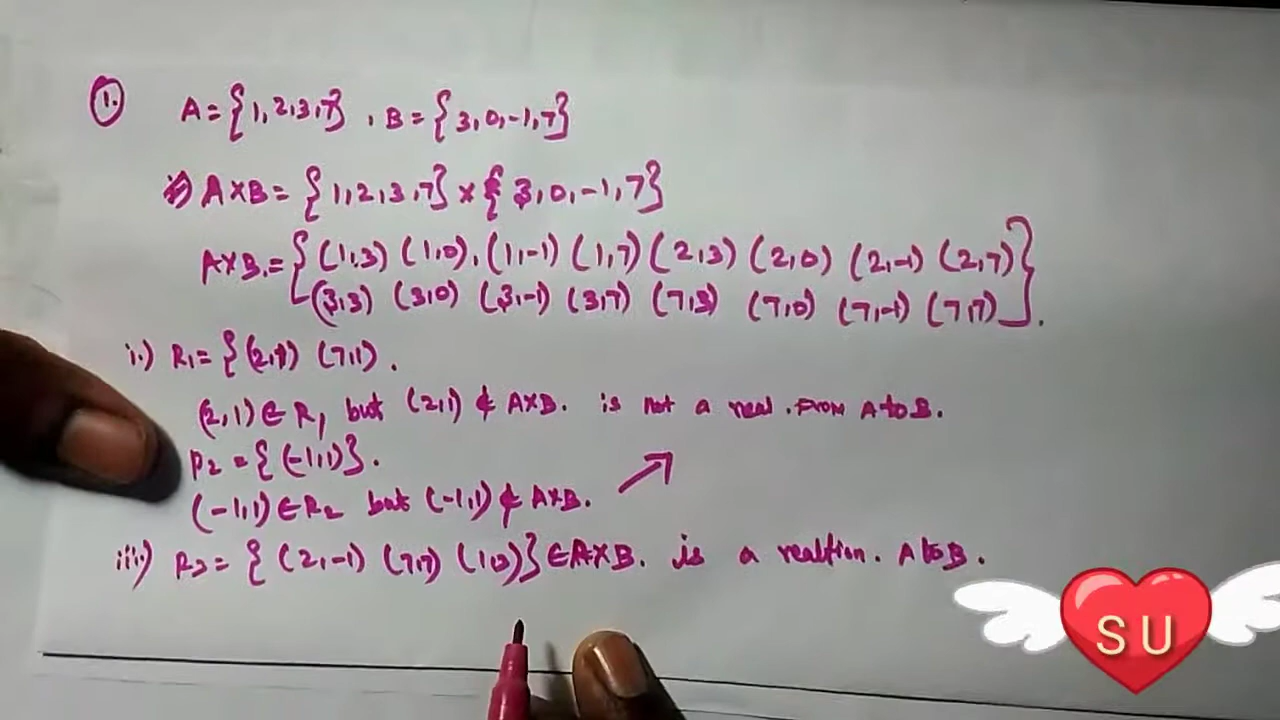 1. A = {1,2,3,7} , B = {3,0,-1,7}
A×B = {1,2,3,7} × {3,0,-1,7}
A×B = {(1,3) (1,0), (1,-1) (1,7) (2,3) (2,0) (2,-1) (2,7)
(3,3) (3,0) (3,-1) (3,7) (7,3) (7,0) (7,-1) (7,7)}.
i.) R1 = {(2,1) (7,1).
(2,1) ∈ R1 but (2,1) ∉ A×B. is not a real. From A to B.
R2 = {(-1,1)}.
(-1,1) ∈ R2 but (-1,1) ∉ A×B. ↗
iii.) R3 = {(2,-1) (7,7) (1,3)} ∈ A×B. is a realtion. A to B.
SU